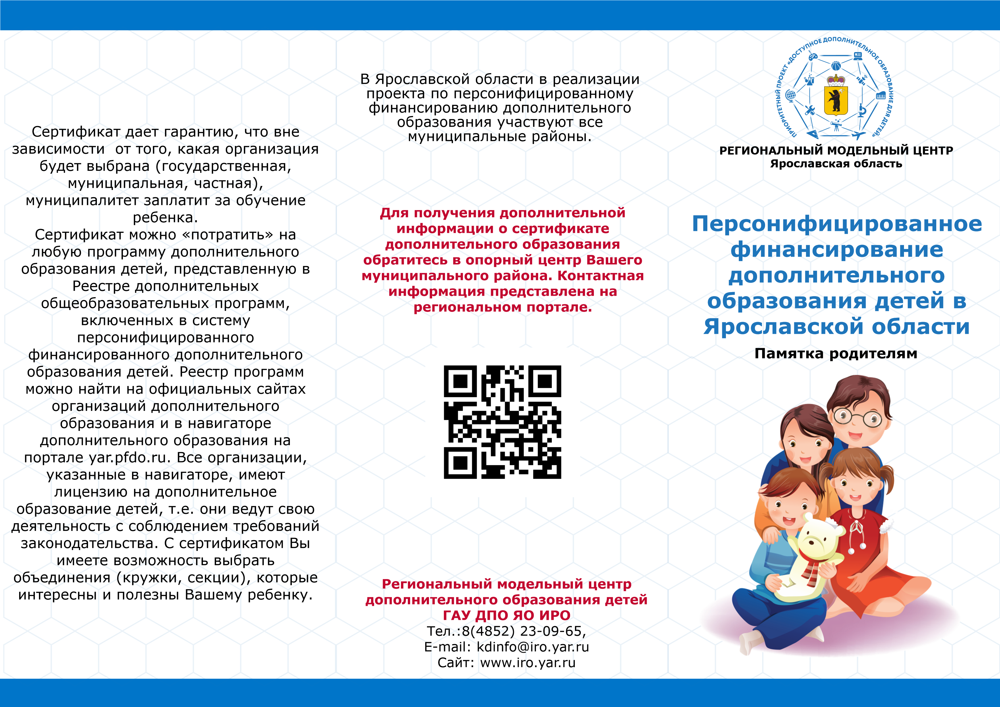 Сертификат дает гарантию, что вне
зависимости  от того, какая организация
будет выбрана (государственная,
муниципальная, частная),
муниципалитет заплатит за обучение
ребенка.
Сертификат можно «потратить» на
любую программу дополнительного
образования детей, представленную в
Реестре дополнительных
общеобразовательных программ,
включенных в систему
персонифицированного
финансированного дополнительного
образования детей. Реестр программ
можно найти на официальных сайтах
организаций дополнительного
образования и в навигаторе
дополнительного образования на
портале yar.pfdo.ru. Все организации,
указанные в навигаторе, имеют
лицензию на дополнительное
образование детей, т.е. они ведут свою
деятельность с соблюдением требований
законодательства. С сертификатом Вы
имеете возможность выбрать
объединения (кружки, секции), которые
интересны и полезны Вашему ребенку.
В Ярославской области в реализации
проекта по персонифицированному
финансированию дополнительного
образования участвуют все
муниципальные районы.
Для получения дополнительной
информации о сертификате
дополнительного образования
обратитесь в опорный центр Вашего
муниципального района. Контактная
информация представлена на
региональном портале.
Региональный модельный центр
дополнительного образования детей
ГАУ ДПО ЯО ИРО
Тел.:8(4852) 23-09-65,
E-mail: kdinfo@iro.yar.ru
Сайт: www.iro.yar.ru
ПРИОРИТЕТНЫЙ ПРОЕКТ «ДОСТУПНОЕ ДОПОЛНИТЕЛЬНОЕ ОБРАЗОВАНИЕ ДЛЯ ДЕТЕЙ»
РЕГИОНАЛЬНЫЙ МОДЕЛЬНЫЙ ЦЕНТР
Ярославская область
Персонифицированное
финансирование
дополнительного
образования детей в
Ярославской области
Памятка родителям